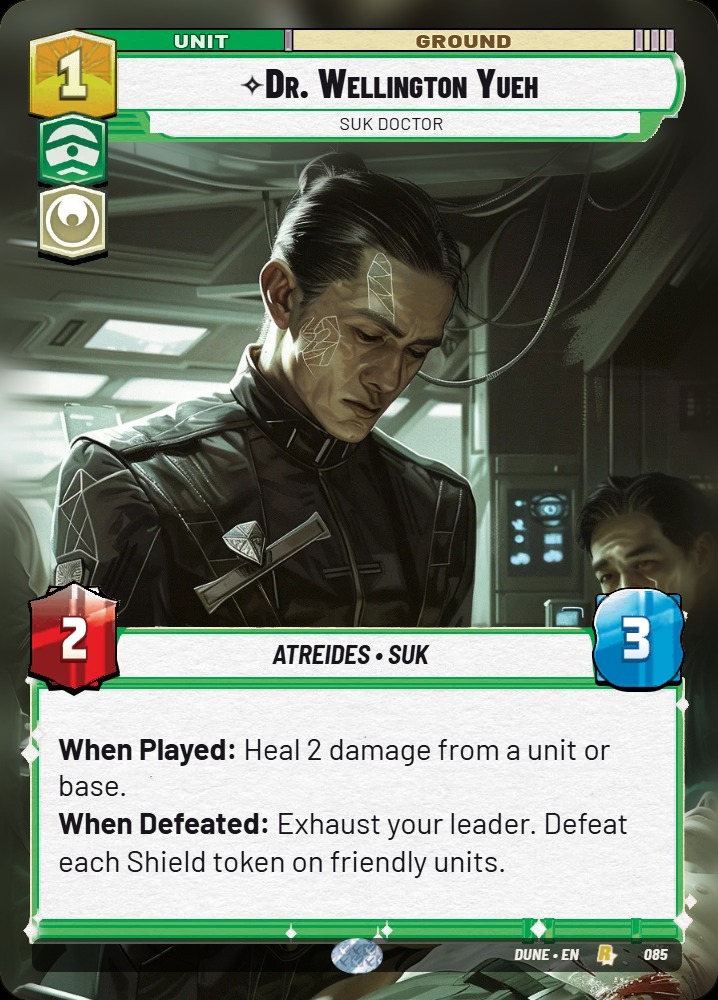 UNIT
GROUND
1
✧DR. WELLINGTON YUEH
SUK DOCTOR
2
ATREIDES • SUK
3
When Played: Heal 2 damage from a unit or
base.
When Defeated: Exhaust your leader. Defeat
each Shield token on friendly units.
DUNE • EN R 085